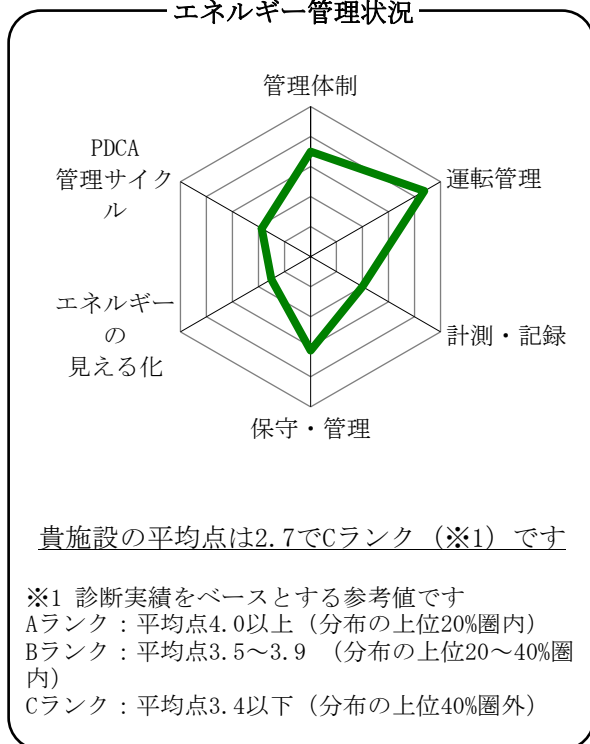 エネルギー管理状況
管理体制
PDCA
管理サイク
ル
運転管理
エネルギー
の
見える化
計測・記録
保守・管理
貴施設の平均点は2.7でCランク（※1）です
※1 診断実績をベースとする参考値です
Aランク：平均点4.0以上（分布の上位20%圏内）
Bランク：平均点3.5～3.9 （分布の上位20～40%圏
内）
Cランク：平均点3.4以下（分布の上位40%圏外）